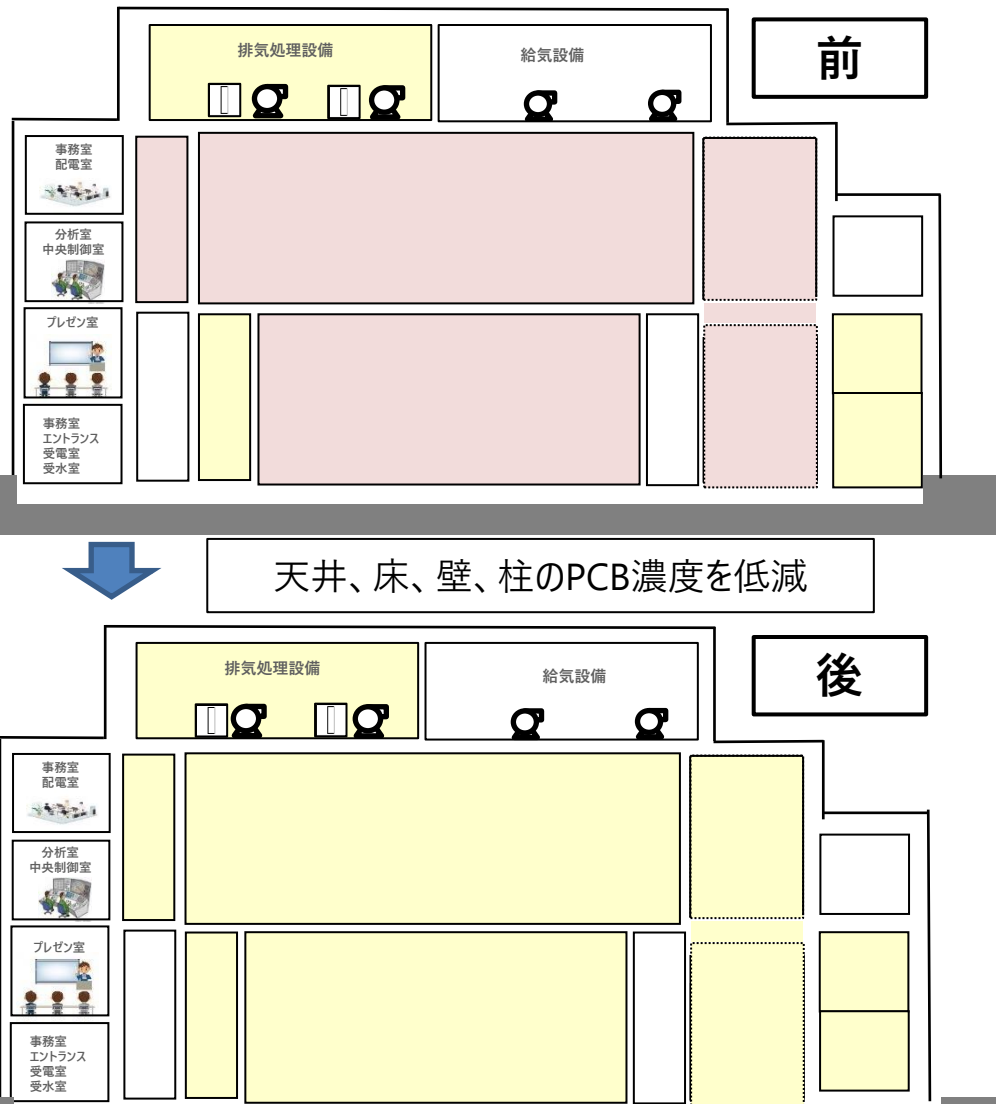 前
排気処理設備
給気設備
事務室
配電室
分析室
中央制御室
プレゼン室
事務室
エントランス
受電室
受水室
天井、床、壁、柱のPCB濃度を低減
後
排気処理設備
給気設備
事務室
配電室
分析室
中央制御室
プレゼン室
事務室
エントランス
受電室
受水室